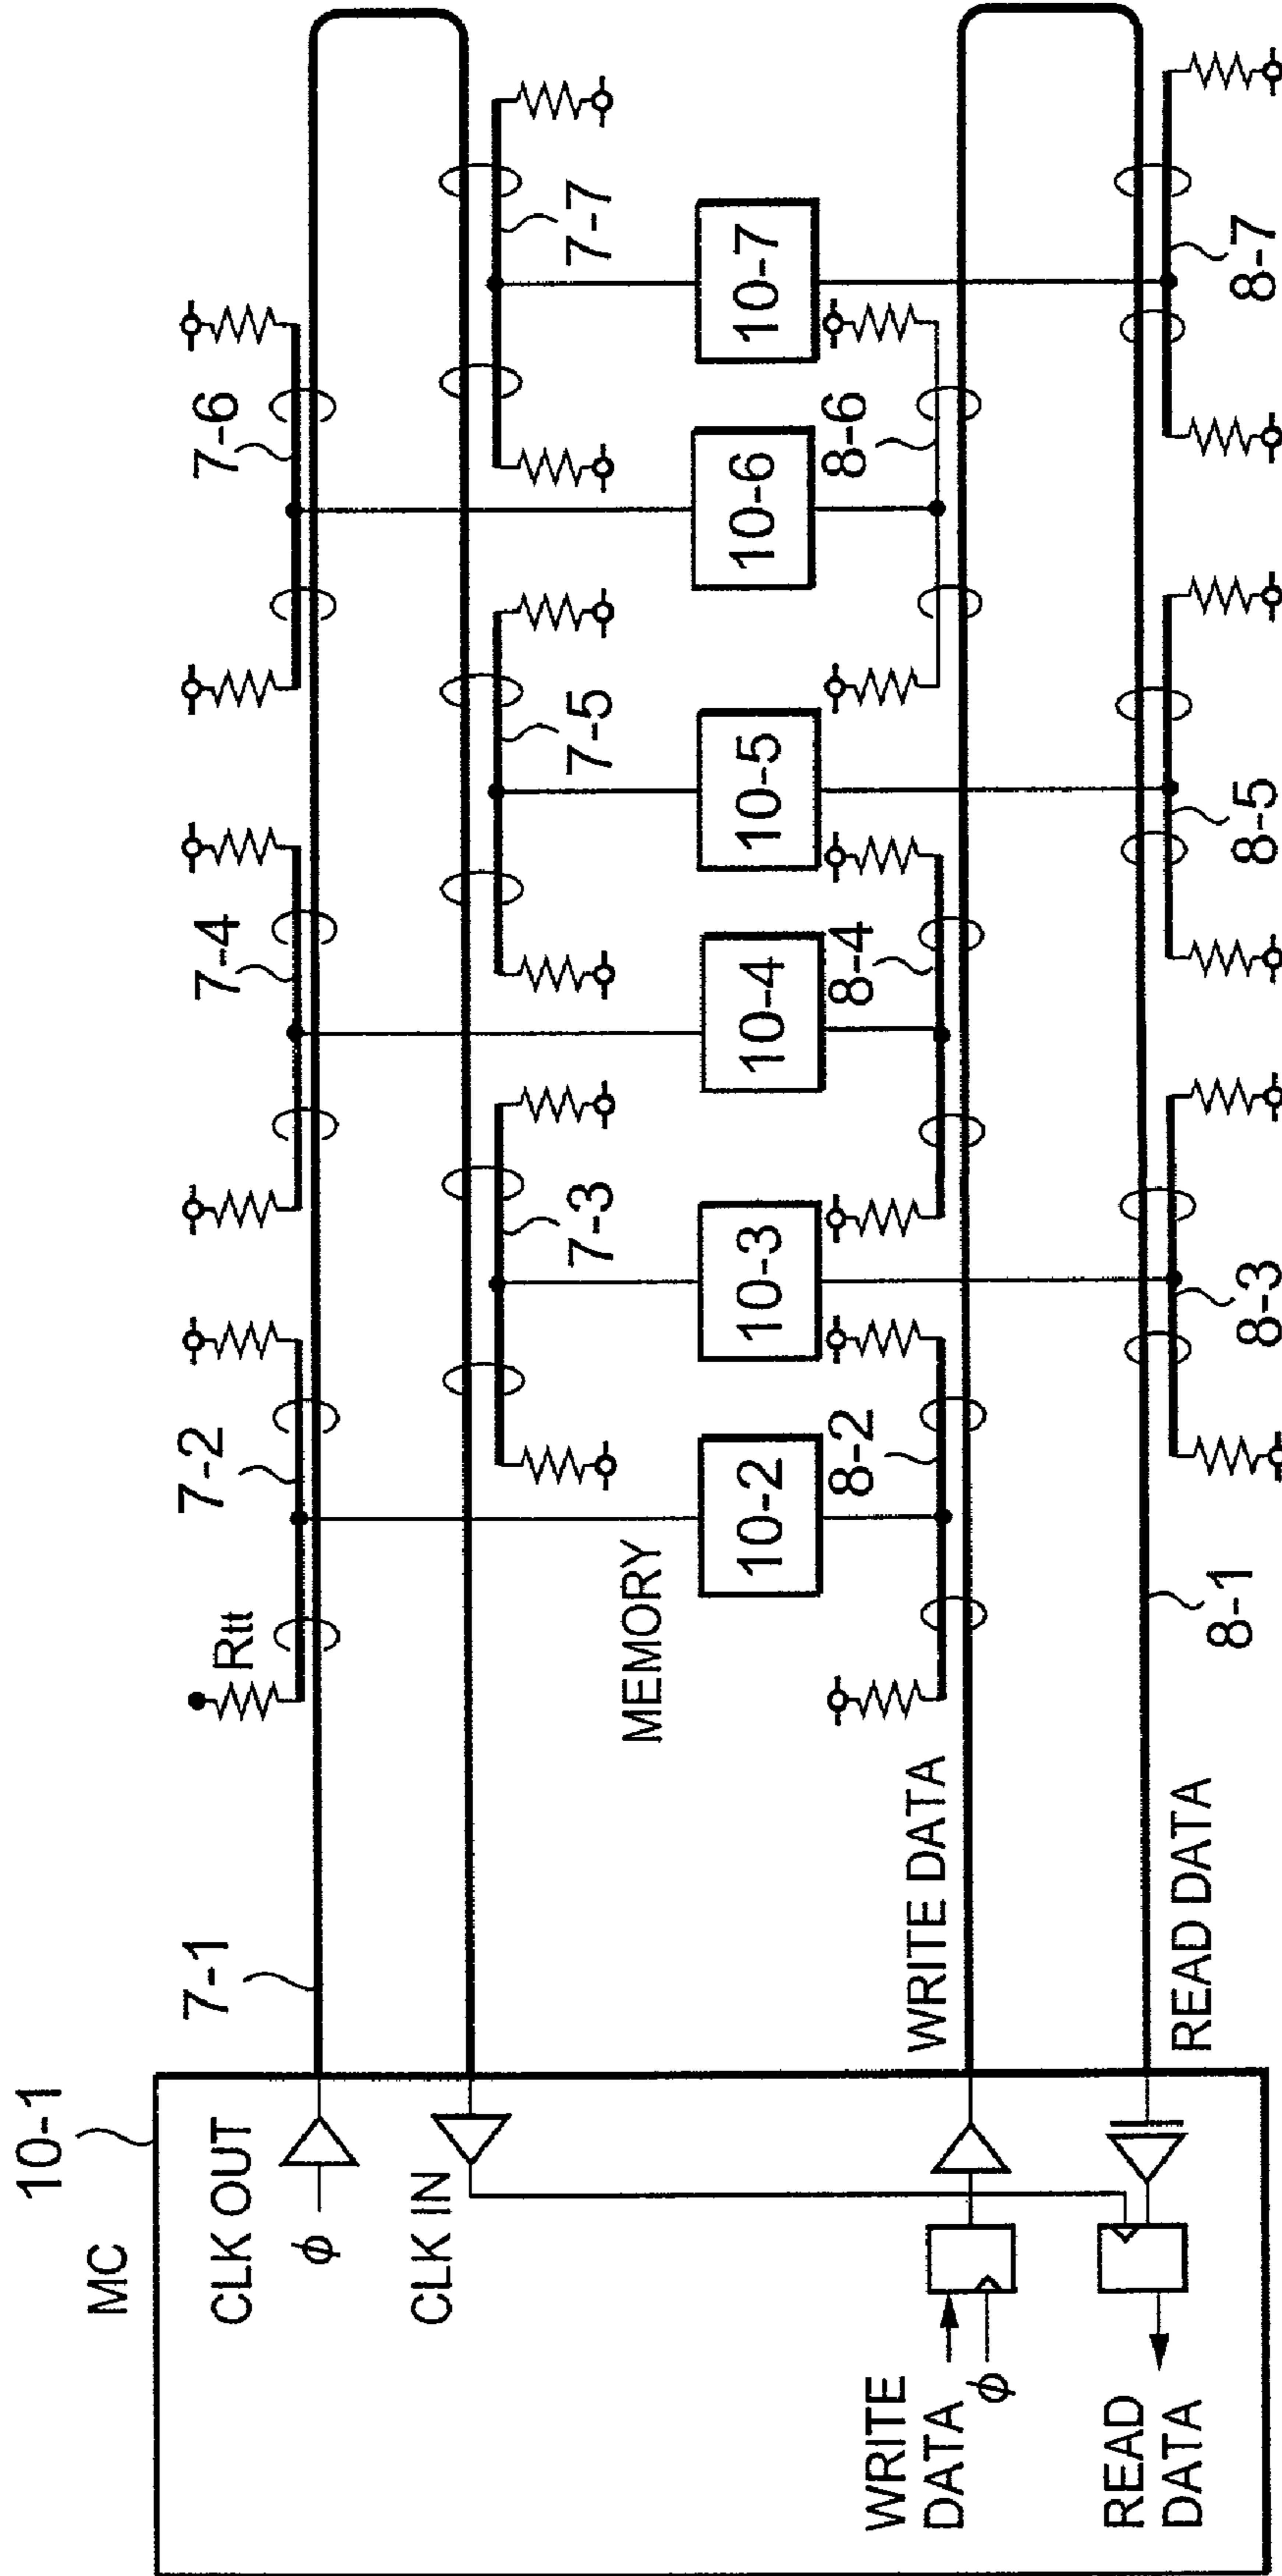 10-1
MC
CLK OUT
ϕ
CLK IN
WRITE
DATA
ϕ
READ
DATA
7-1
WRITE DATA
READ DATA
8-1
Rtt
7-2
7-4
7-6
7-3
7-5
7-7
MEMORY
10-2
10-3
10-4
10-5
10-6
10-7
8-2
8-4
8-6
8-3
8-5
8-7